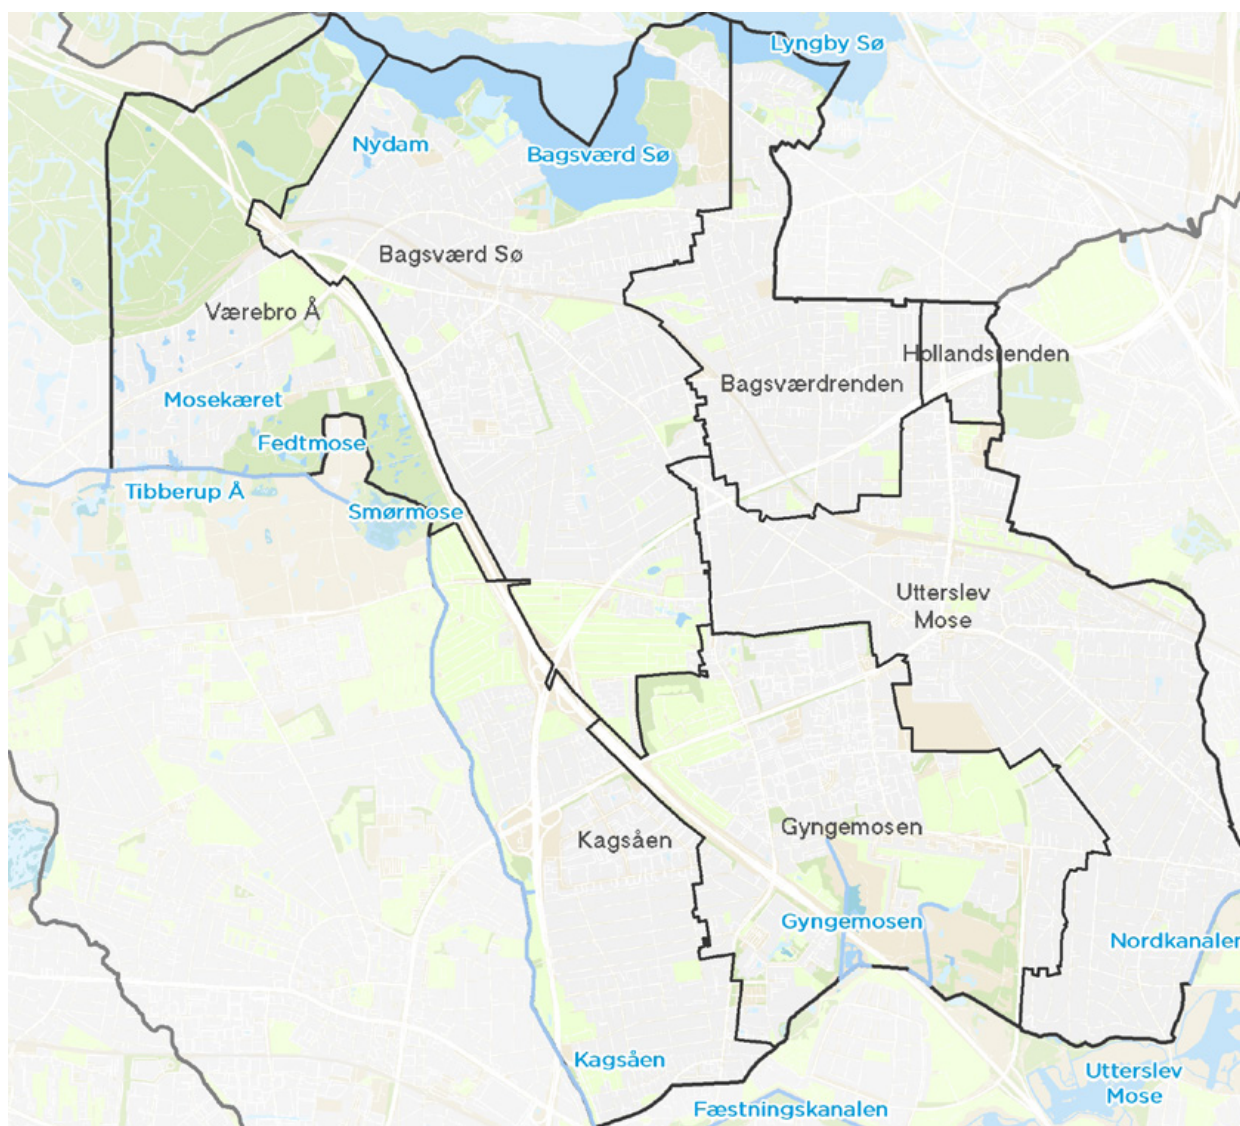 Lyngby Sø
Nydam
Bagsværd Sø
Bagsværd Sø
Værebro Å
Hollandsrenden
Bagsværdrenden
Mosekæret
Fedtmose
Tibberup Å
Smørmose
Utterslev
Mose
Gyngemosen
Kagsåen
Gyngemosen
Nordkanalen
Kagsåen
Utterslev
Mose
Fæstningskanalen